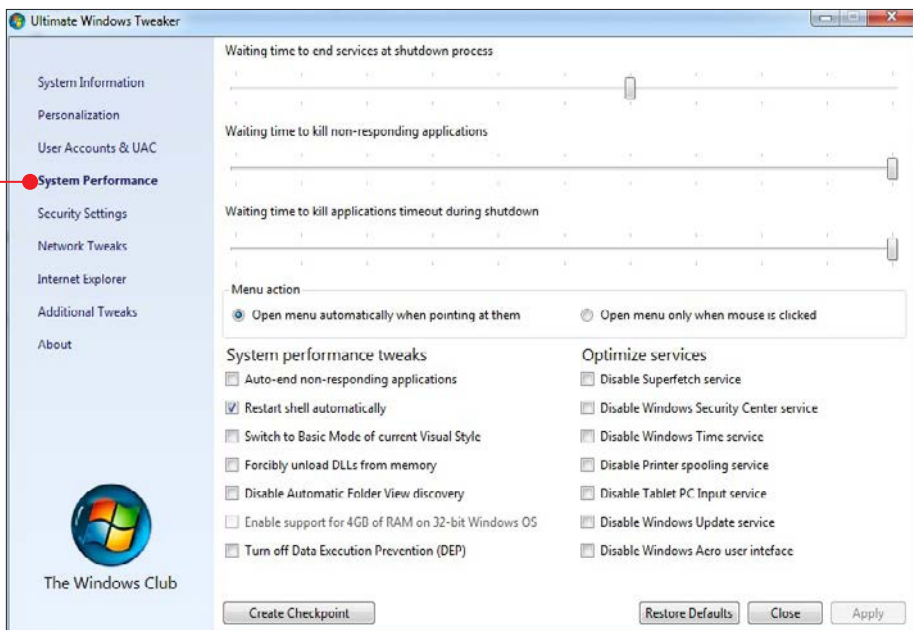 Ultimate Windows Tweaker
System Information
Personalization
User Accounts & UAC
System Performance
Security Settings
Network Tweaks
Internet Explorer
Additional Tweaks
About
The Windows Club
Waiting time to end services at shutdown process
Waiting time to kill non-responding applications
Waiting time to kill applications timeout during shutdown
Menu action
Open menu automatically when pointing at them
Open menu only when mouse is clicked
System performance tweaks
Auto-end non-responding applications
Restart shell automatically
Switch to Basic Mode of current Visual Style
Forcibly unload DLLs from memory
Disable Automatic Folder View discovery
Enable support for 4GB of RAM on 32-bit Windows OS
Turn off Data Execution Prevention (DEP)
Optimize services
Disable Superfetch service
Disable Windows Security Center service
Disable Windows Time service
Disable Printer spooling service
Disable Tablet PC Input service
Disable Windows Update service
Disable Windows Aero user inteface
Create Checkpoint
Restore Defaults
Close
Apply